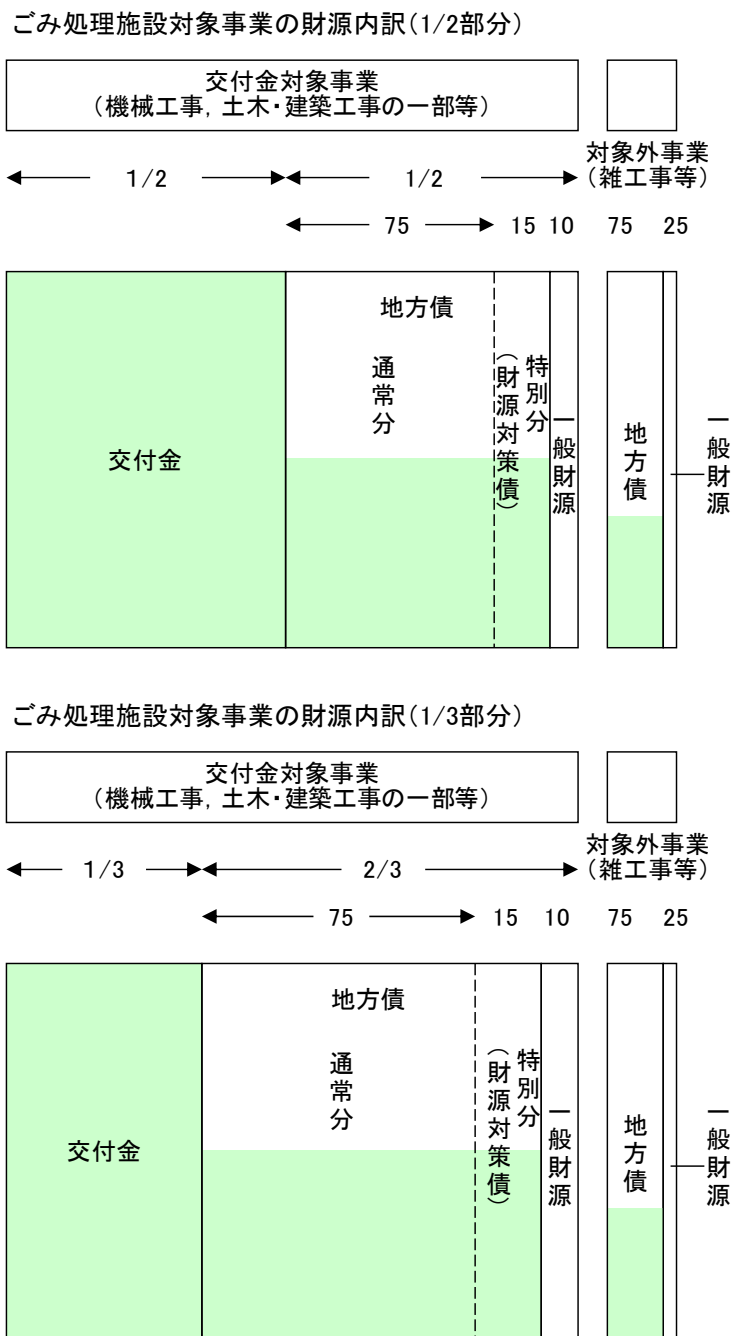 ごみ処理施設対象事業の財源内訳(1/2部分)
交付金対象事業
(機械工事, 土木・建築工事の一部等)
対象外事業
(雑工事等)
1/2
1/2
75
15
10
75
25
交付金
地方債
通常分
特別分
(財源対策債)
一般財源
地方債
一般財源
ごみ処理施設対象事業の財源内訳(1/3部分)
交付金対象事業
(機械工事, 土木・建築工事の一部等)
対象外事業
(雑工事等)
1/3
2/3
75
15
10
75
25
交付金
地方債
通常分
特別分
(財源対策債)
一般財源
地方債
一般財源